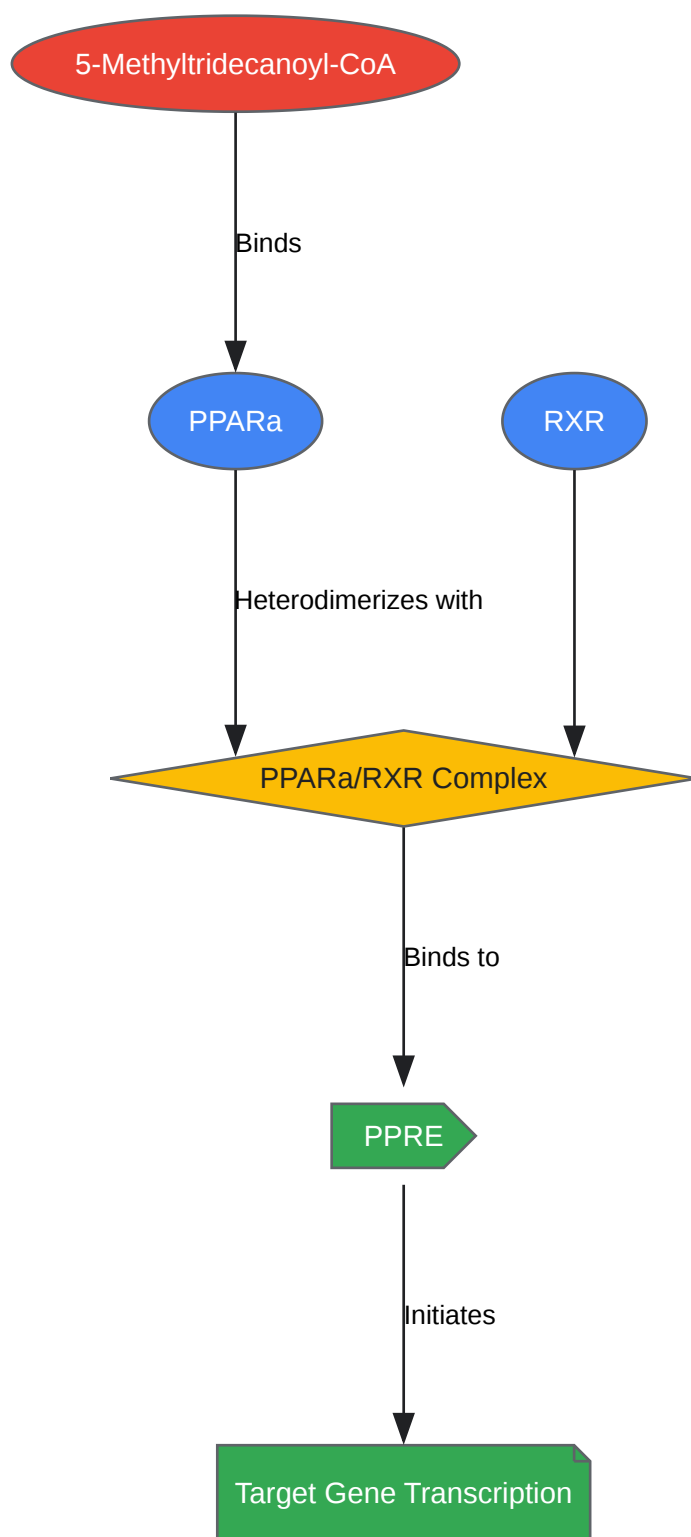 5-Methyltridecanoyl-CoA
Binds
PPARa
RXR
Heterodimerizes with
PPARa/RXR Complex
Binds to
PPRE
Initiates
Target Gene Transcription